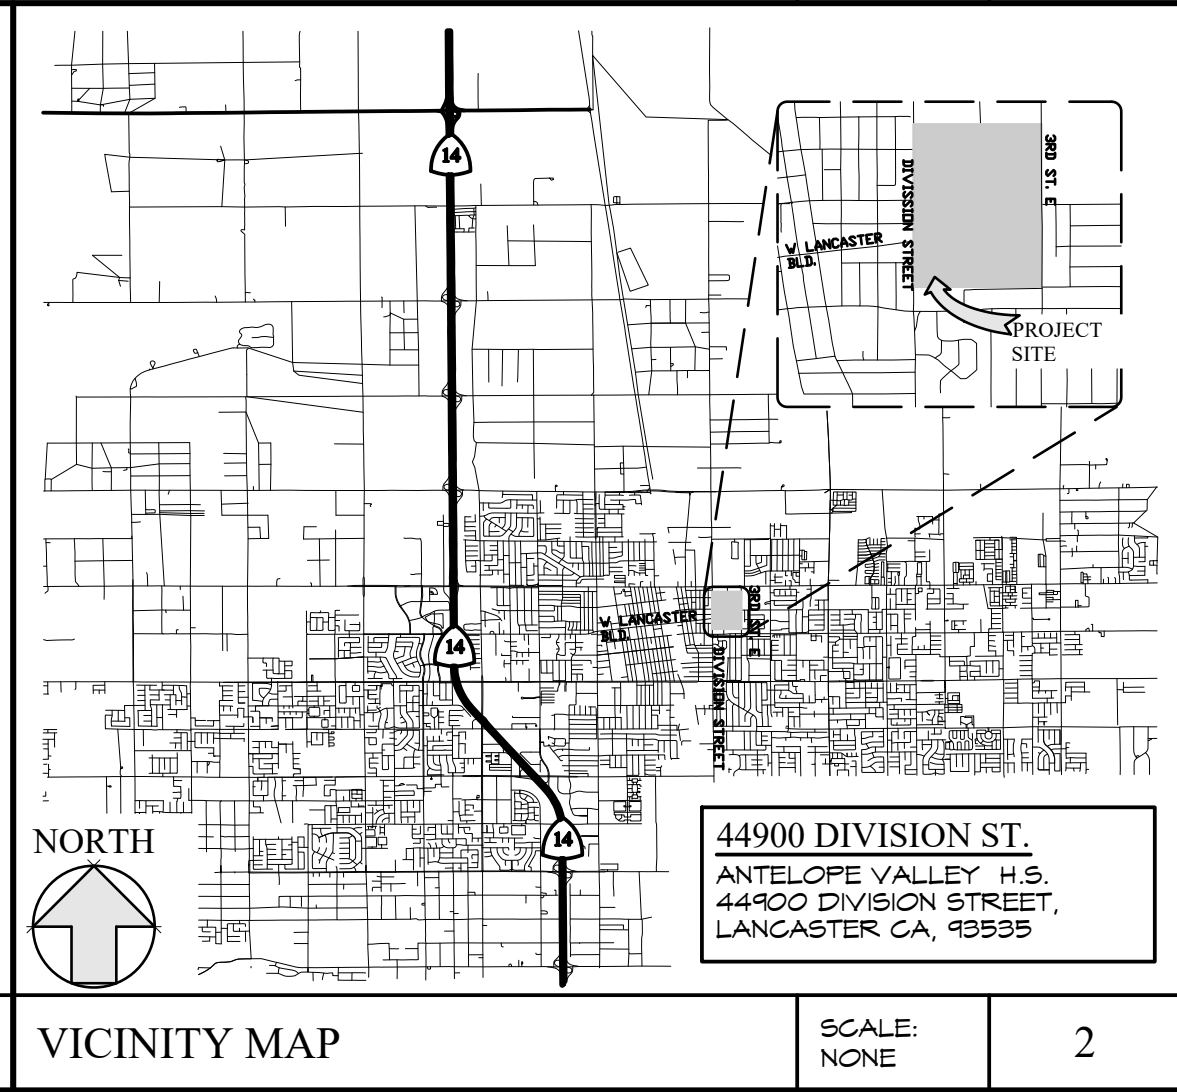 14
3RD ST. E
DIVISSION STREET
W LANCASTER
BLD.
PROJECT
SITE
W LANCASTER
BLD.
3RD ST. E
14
DIVISION STREET
14
NORTH
44900 DIVISION ST.
ANTELOPE VALLEY H.S.
44900 DIVISION STREET,
LANCASTER CA, 93535
VICINITY MAP
SCALE:
NONE
2